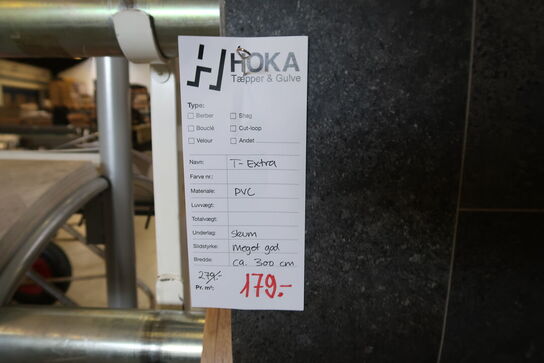 HOKA
Tæpper & Gulve
Type:
Berber Shag
Bouclé Cut-loop
Velour Andet
Navn: T-Extra
Farve nr.:
Materiale: PVC
Luvvægt:
Totalvægt:
Underlag: Skum
Slidstyrke: Meget god
Bredde: ca. 300 cm
279,-
Pr. m²: 179.-